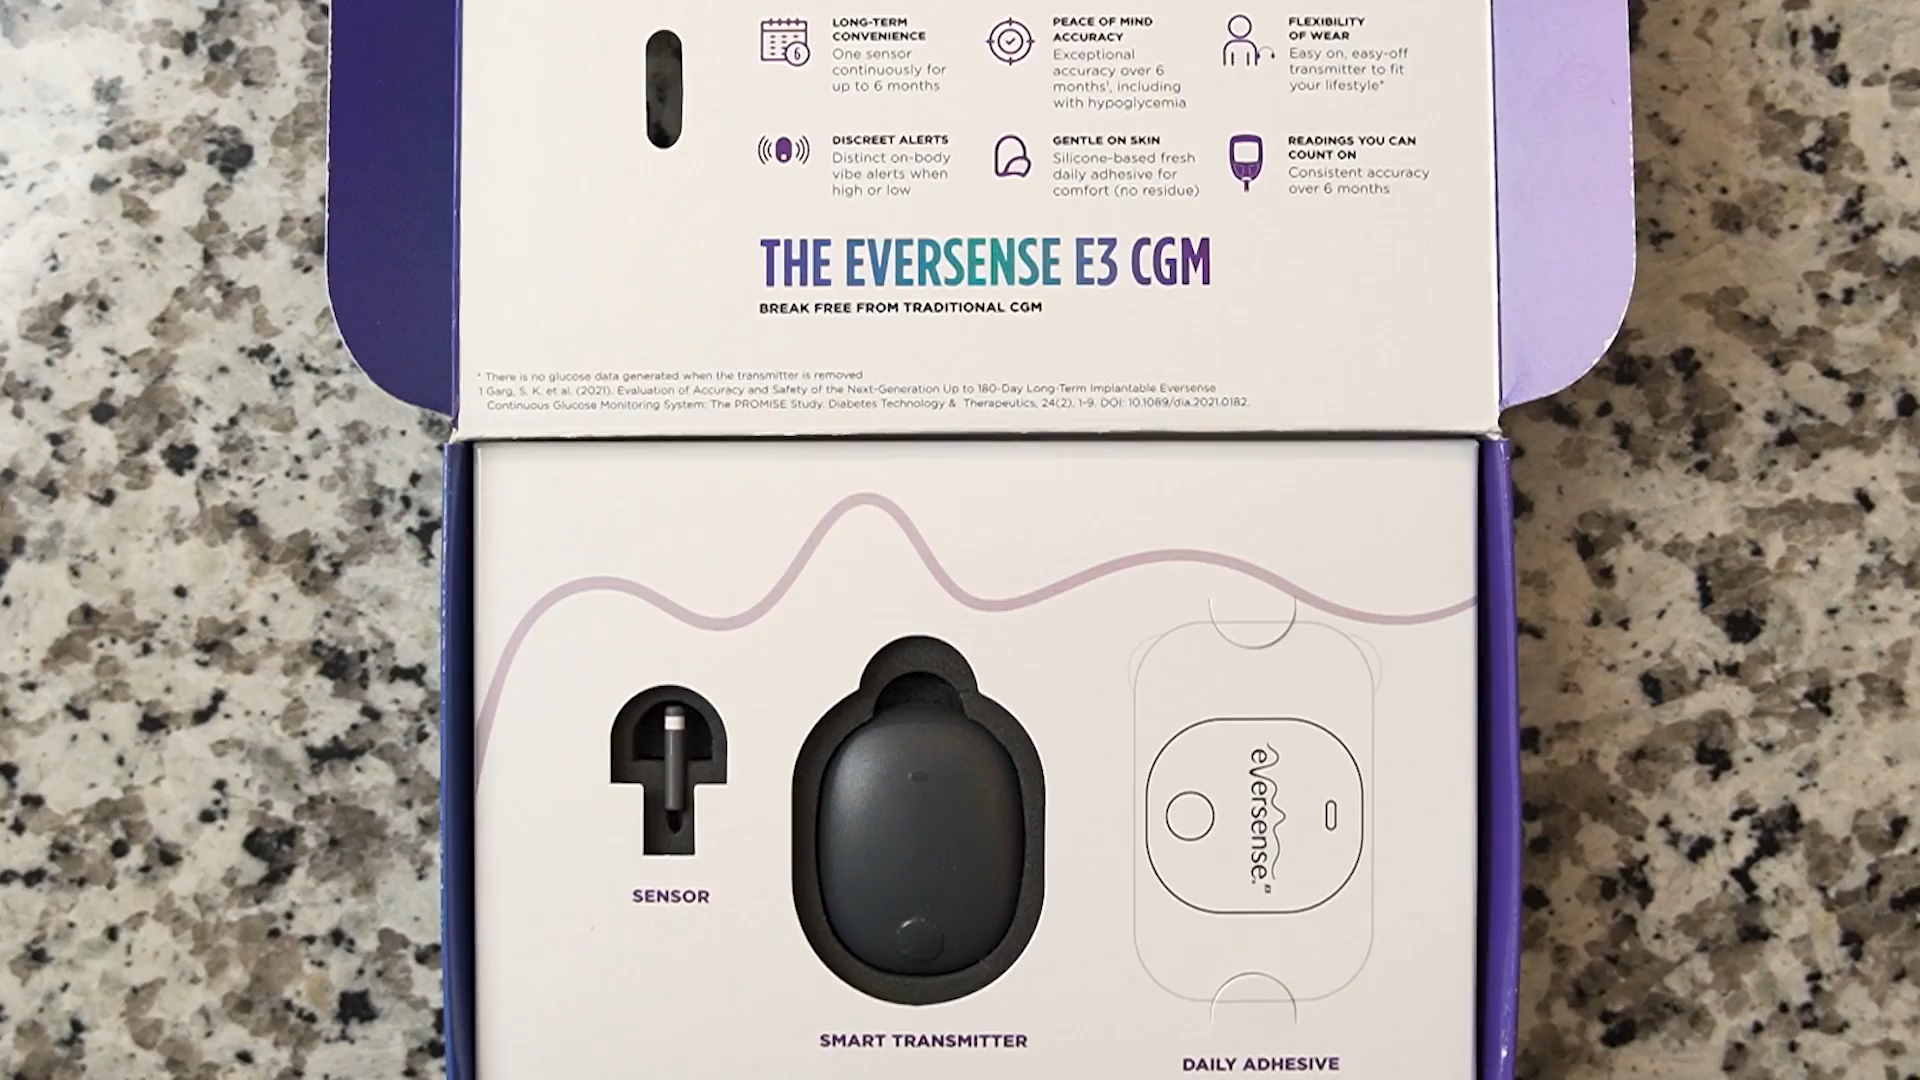 LONG-TERM
CONVENIENCE
One sensor
continuously for
up to 6 months
PEACE OF MIND
ACCURACY
Exceptional
accuracy over 6
months¹, including
with hypoglycemia
FLEXIBILITY
OF WEAR
Easy on, easy-off
transmitter to fit
your lifestyle*
6
DISCREET ALERTS
Distinct on-body
vibe alerts when
high or low
GENTLE ON SKIN
Silicone-based fresh
daily adhesive for
comfort (no residue)
READINGS YOU CAN
COUNT ON
Consistent accuracy
over 6 months
THE EVERSENSE E3 CGM
BREAK FREE FROM TRADITIONAL CGM
* There is no glucose data generated when the transmitter is removed
1 Garg, S. K. et al. (2021). Evaluation of Accuracy and Safety of the Next-Generation Up to 180-Day Long-Term Implantable Eversense
Continuous Glucose Monitoring System: The PROMISE Study. Diabetes Technology & Therapeutics, 24(2), 1-9. DOI: 10.1089/dia.2021.0182.
eversense.
SENSOR
SMART TRANSMITTER
DAILY ADHESIVE